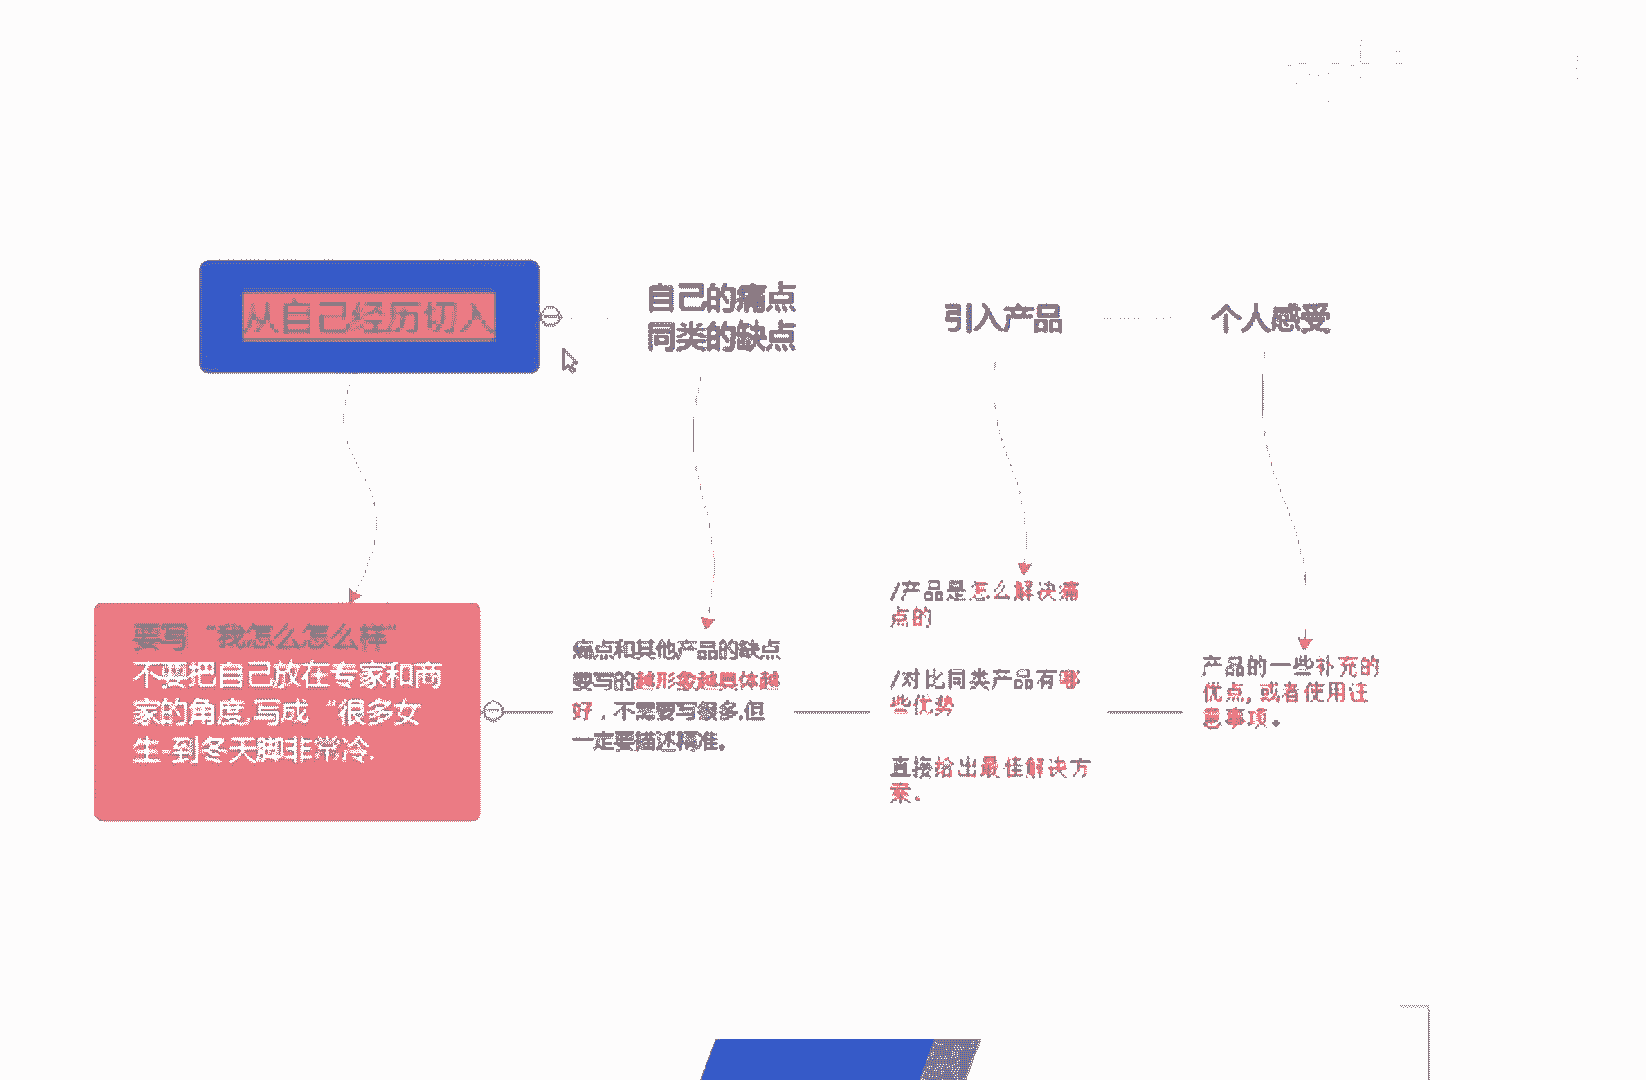 从自己经历切入
自己的痛点
同类的缺点
引入产品
个人感受
要写“我怎么怎么样”
不要把自己放在专家和商
家的角度,写成“很多女
生-到冬天脚非常冷.
痛点和其他产品的缺点
要写的越形象越具体越
好，不需要写很多,但
一定要描述精准。
/产品是怎么解决痛
点的
/对比同类产品有哪
些优势
直接给出最佳解决方
案.
产品的一些补充的
优点,或者使用注
意事项。